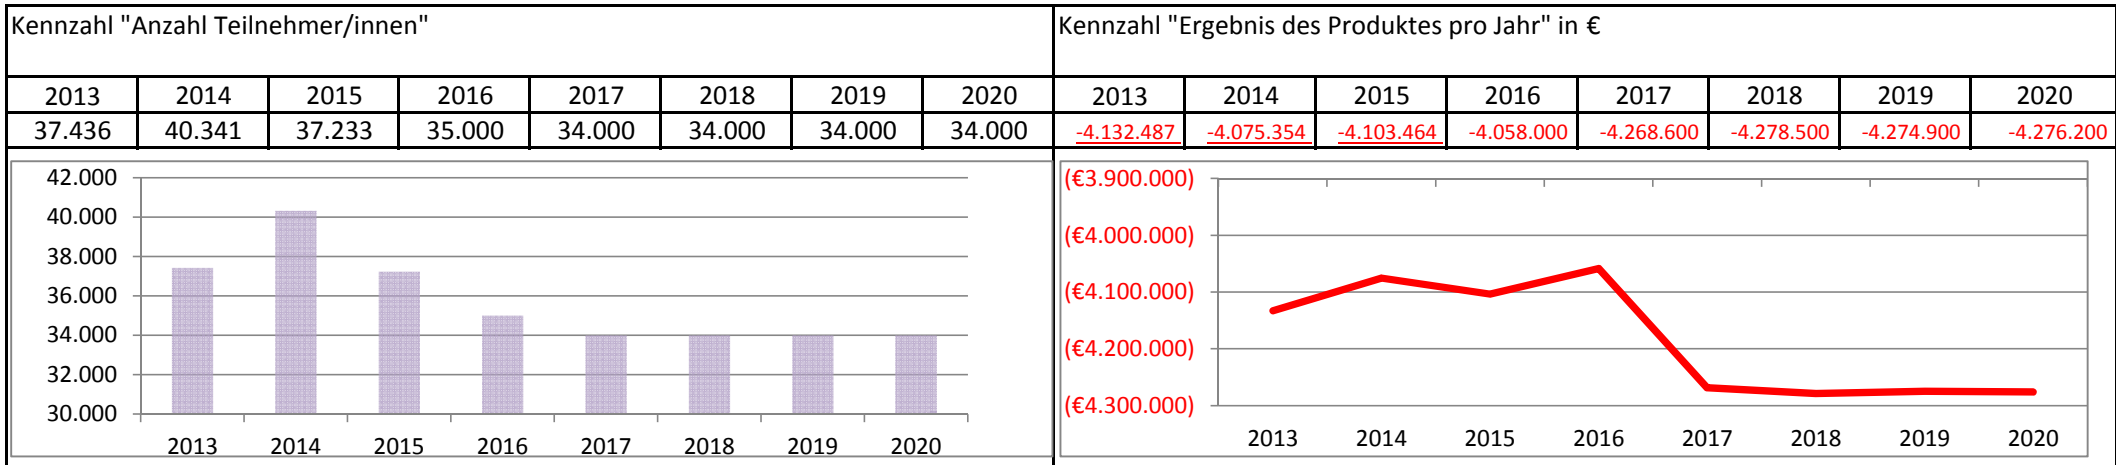 Kennzahl "Anzahl Teilnehmer/innen"
Kennzahl "Ergebnis des Produktes pro Jahr" in €
2013 2014 2015 2016 2017 2018 2019 2020 2013 2014 2015 2016 2017 2018 2019 2020
37.436 40.341 37.233 35.000 34.000 34.000 34.000 34.000 -4.132.487 -4.075.354 -4.103.464 -4.058.000 -4.268.600 -4.278.500 -4.274.900 -4.276.200
42.000
40.000
38.000
36.000
34.000
32.000
30.000
2013 2014 2015 2016 2017 2018 2019 2020
(€3.900.000)
(€4.000.000)
(€4.100.000)
(€4.200.000)
(€4.300.000)
2013 2014 2015 2016 2017 2018 2019 2020